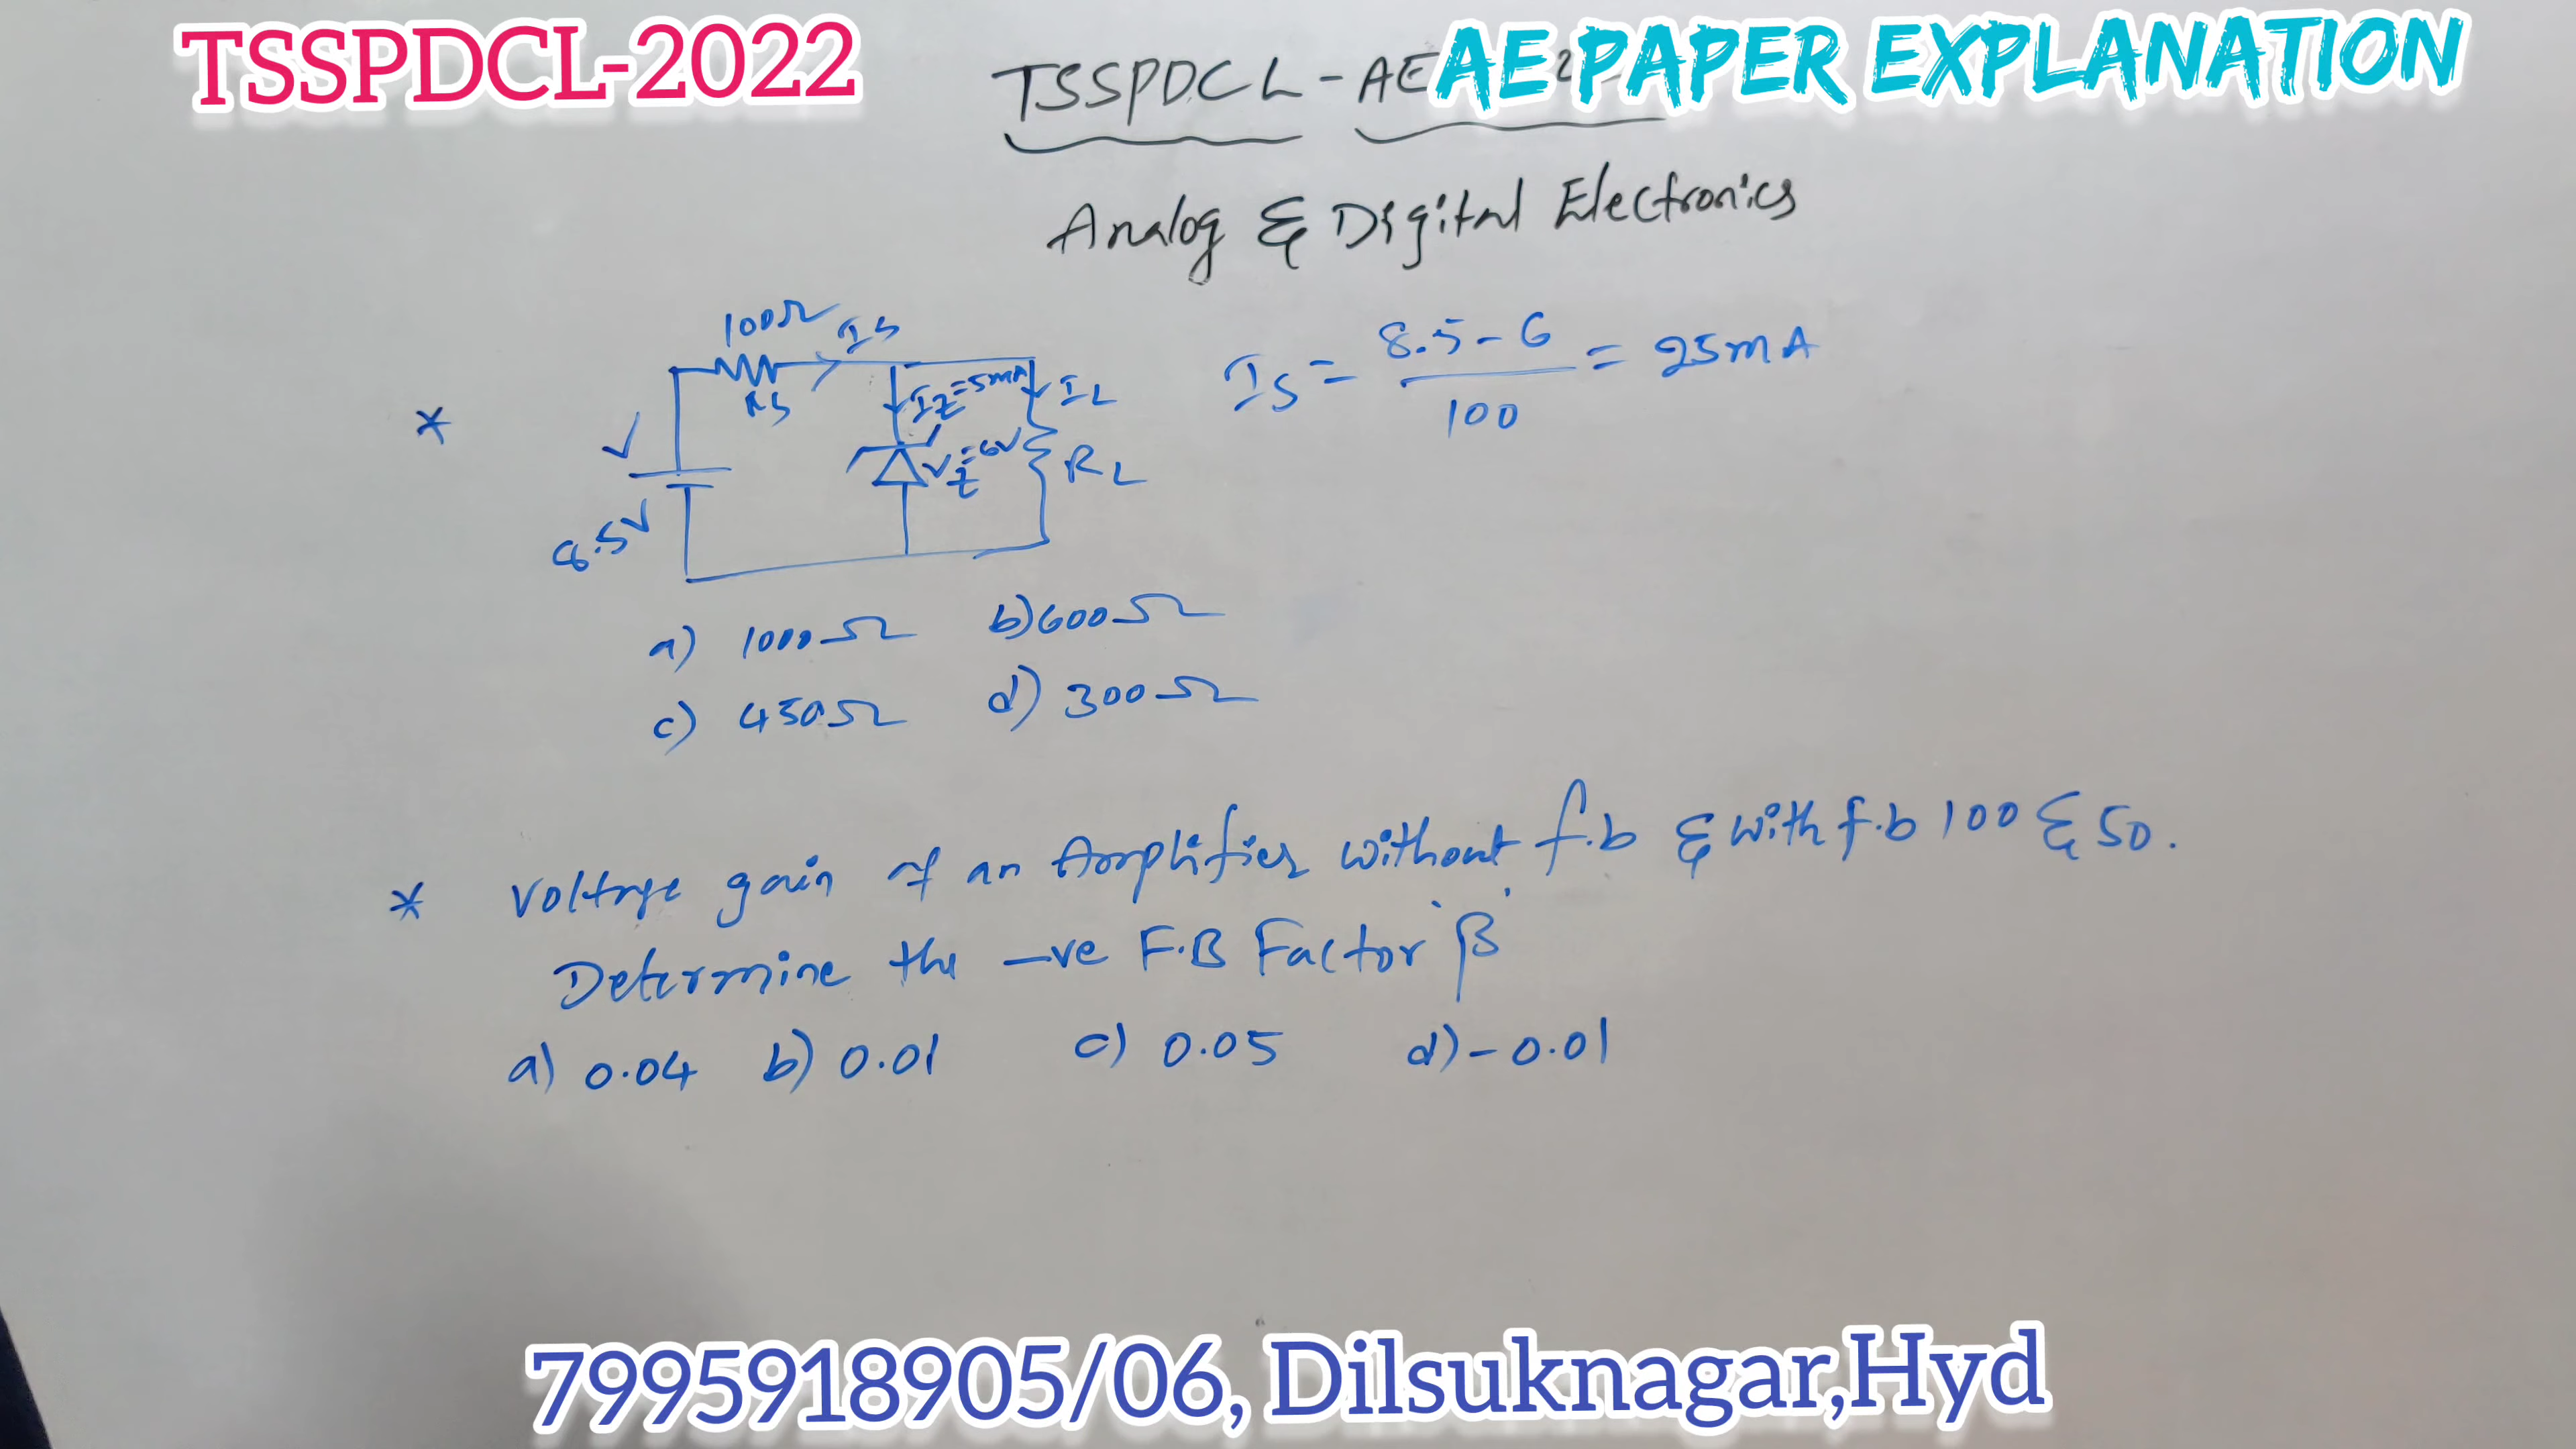 TSSPDCL-2022
AE PAPER EXPLANATION
TSSPDCL - AE
Analog & Digital Electronics
100Ω
Is
Rs
Iz=5mA
IL
Vz=6V
RL
8.5V
Is = 8.5-6 / 100 = 25mA
*
a) 1000Ω b) 600Ω
c) 450Ω d) 300Ω
* Voltage gain of an Amplifier without f.b & with f.b 100 & 50.
Determine the -ve F.B Factor 'β'
a) 0.04 b) 0.01 c) 0.05 d) -0.01
7995918905/06, Dilsuknagar,Hyd